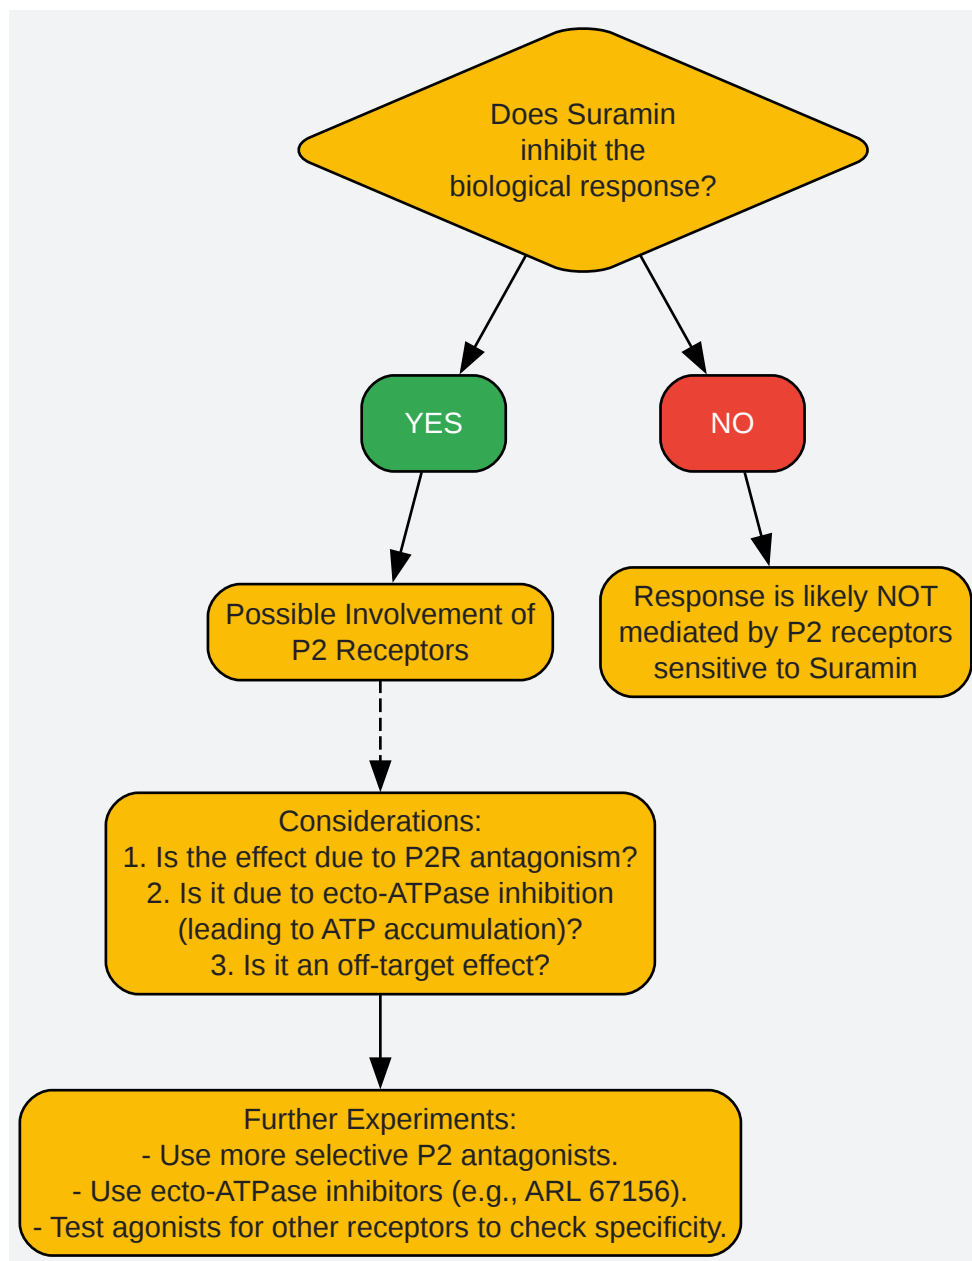 Does Suramin
inhibit the
biological response?
YES
NO
Possible Involvement of
P2 Receptors
Response is likely NOT
mediated by P2 receptors
sensitive to Suramin
Considerations:
1. Is the effect due to P2R antagonism?
2. Is it due to ecto-ATPase inhibition
(leading to ATP accumulation)?
3. Is it an off-target effect?
Further Experiments:
- Use more selective P2 antagonists.
- Use ecto-ATPase inhibitors (e.g., ARL 67156).
- Test agonists for other receptors to check specificity.